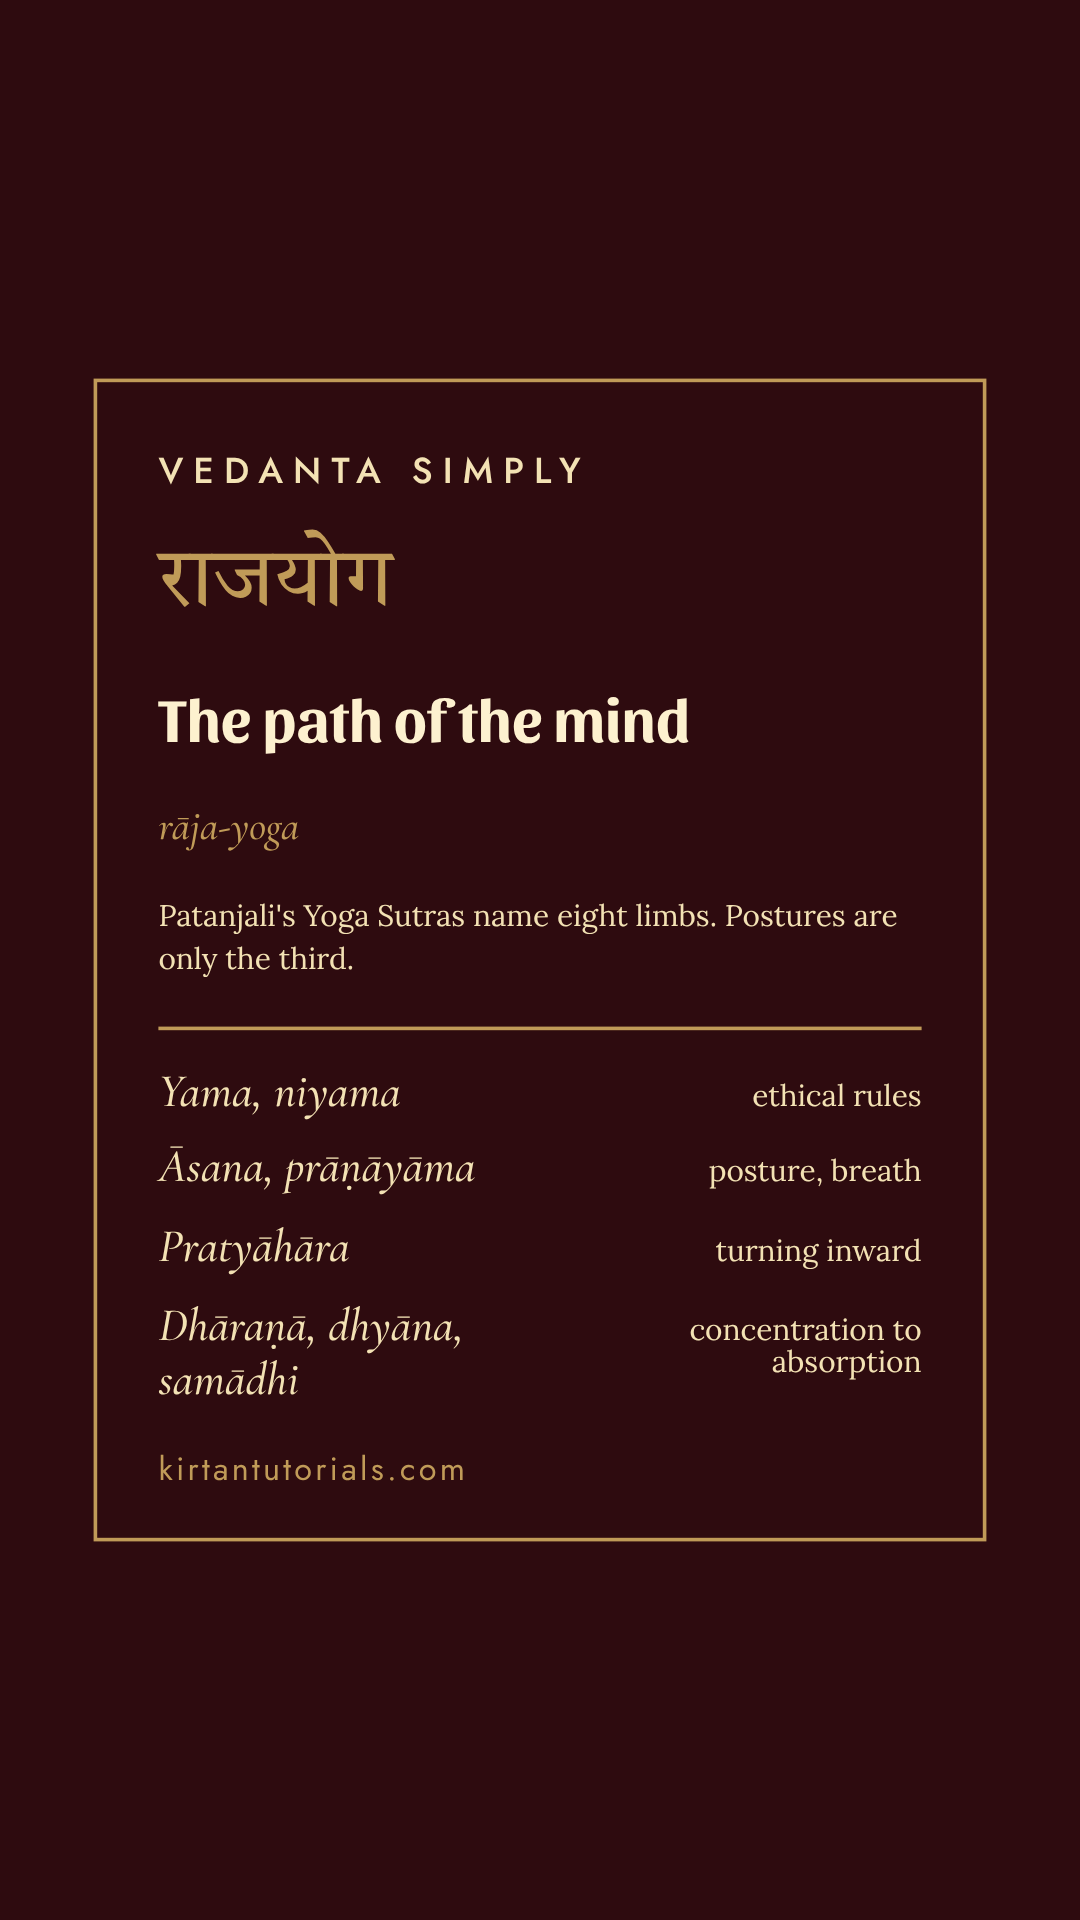 VEDANTA SIMPLY
राजयोग
The path of the mind
rāja-yoga
Patanjali's Yoga Sutras name eight limbs. Postures are
only the third.
Yama, niyama
ethical rules
Āsana, prāṇāyāma
posture, breath
Pratyāhāra
turning inward
Dhāraṇā, dhyāna,
samādhi
concentration to
absorption
kirtantutorials.com